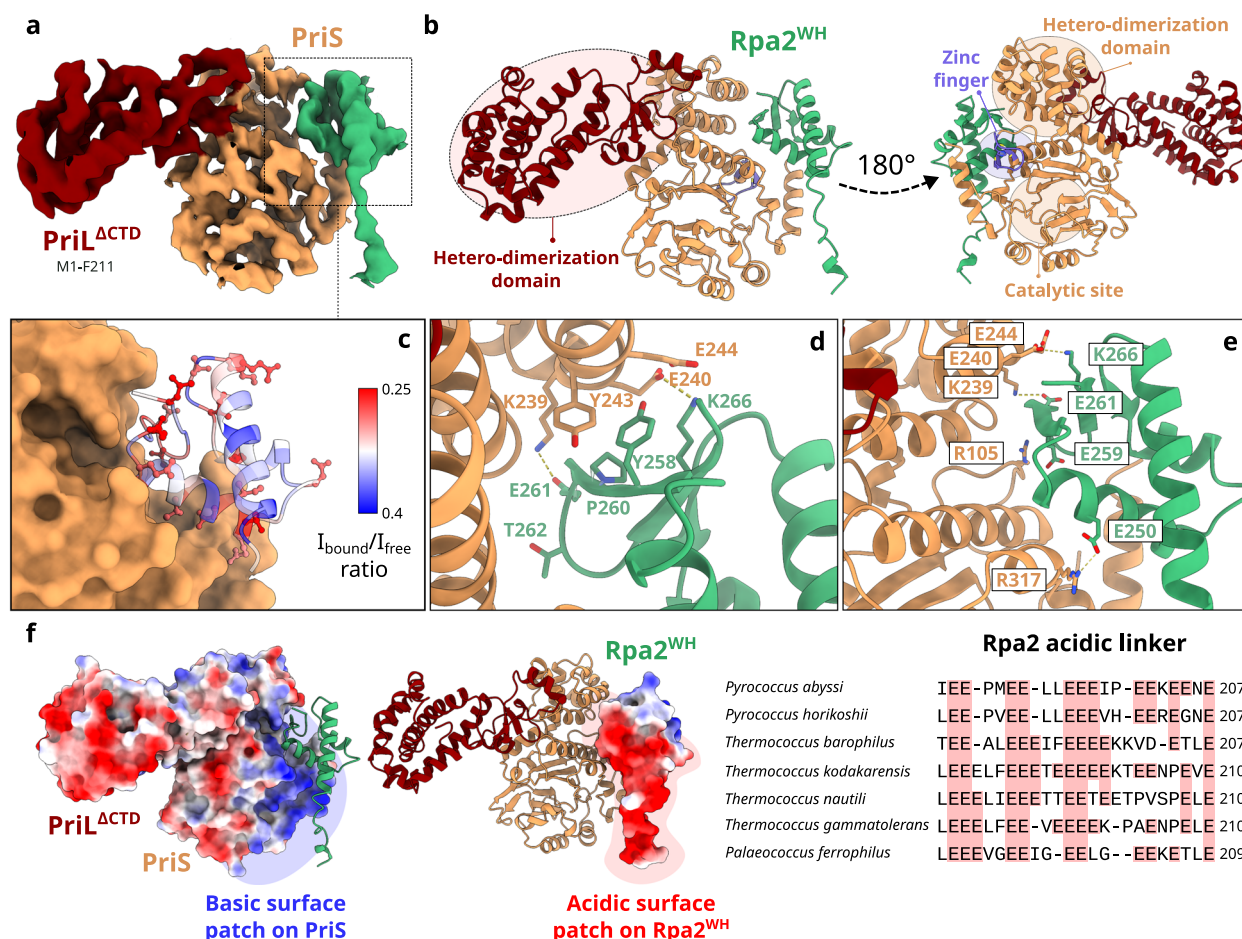 a
PriS
PriL^ΔCTD
M1-F211
b
Rpa2^WH
Hetero-dimerization
domain
180°
Hetero-dimerization
domain
Zinc
finger
Catalytic site
c
0.25
0.4
I_bound/I_free
ratio
d
E244
E240
K239
Y243
K266
Y258
E261
P260
T262
e
E244
E240
K266
K239
E261
R105
E259
E250
R317
f
Rpa2^WH
PriL^ΔCTD
PriS
Basic surface
patch on PriS
Acidic surface
patch on Rpa2^WH
Rpa2 acidic linker
Pyrococcus abyssi IEE-PMEE-LLEEEIP-EEKEENE 207
Pyrococcus horikoshii LEE-PVEE-LLEEEVH-EEREGNE 207
Thermococcus barophilus TEE-ALEEEIFEEEEKKVD-ETLE 207
Thermococcus kodakarensis LEEELFEEETEEEEEKTEENPEVE 210
Thermococcus nautili LEEELIEEETTEETEETPVSPELE 210
Thermococcus gammatolerans LEEELFEE-VEEEEK-PAENPELE 210
Palaeococcus ferrophilus LEEEVGEEIG-EELG--EEKETLE 209